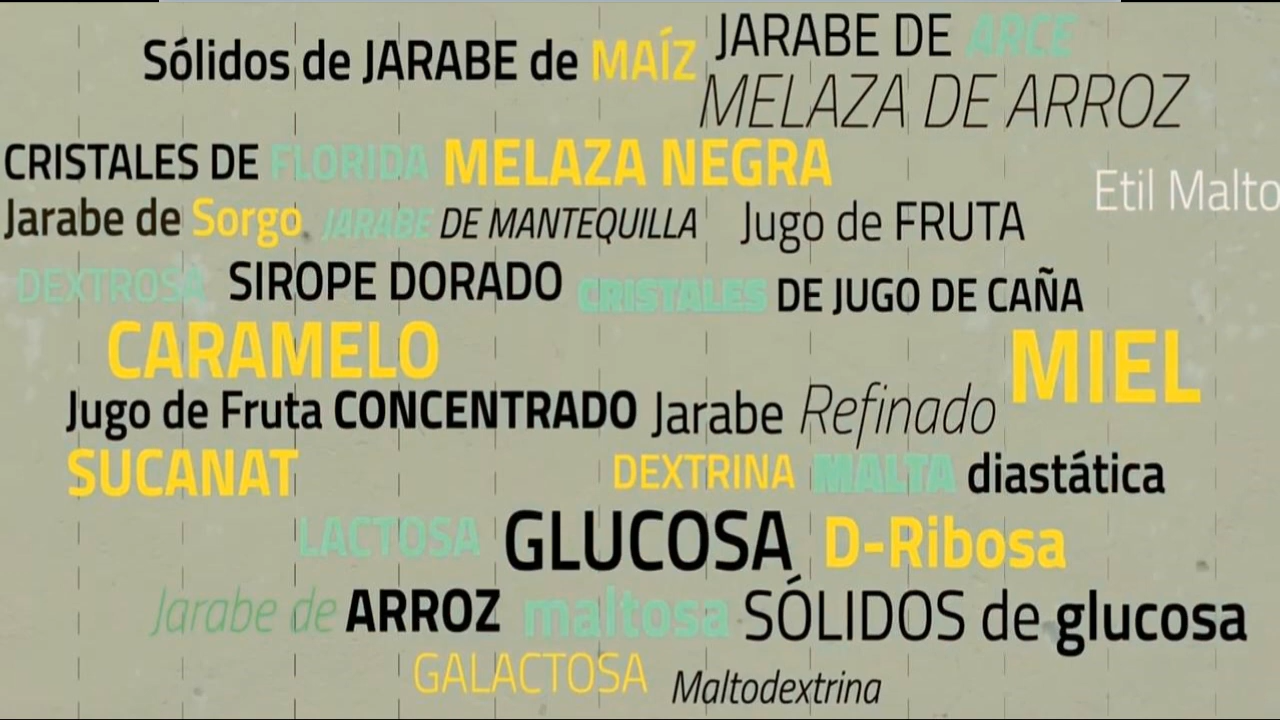 Sólidos de JARABE de MAÍZ JARABE DE ARCE
MELAZA DE ARROZ
CRISTALES DE FLORIDA MELAZA NEGRA
Etil Malto
Jarabe de Sorgo JARABE DE MANTEQUILLA Jugo de FRUTA
DEXTROSA SIROPE DORADO CRISTALES DE JUGO DE CAÑA
CARAMELO MIEL
Jugo de Fruta CONCENTRADO Jarabe Refinado
SUCANAT DEXTRINA MALTA diastática
LACTOSA GLUCOSA D-Ribosa
Jarabe de ARROZ maltosa SÓLIDOS de glucosa
GALACTOSA Maltodextrina